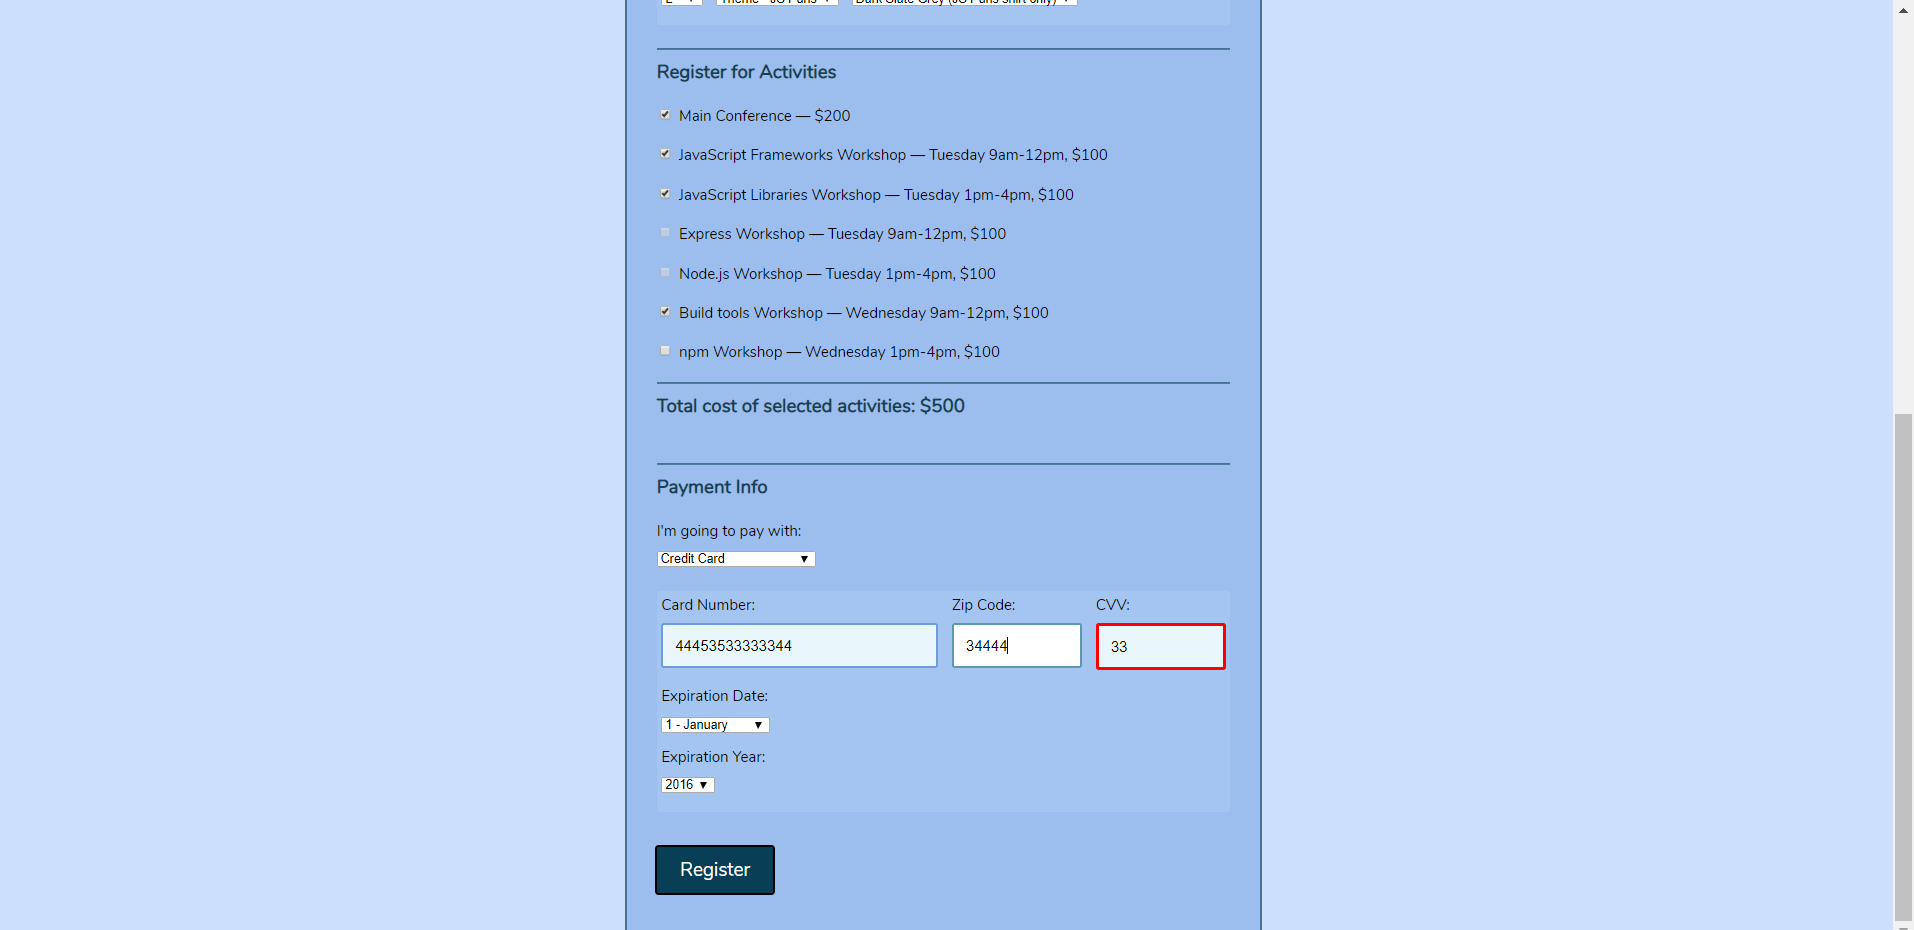 Register for Activities
Main Conference — $200
JavaScript Frameworks Workshop — Tuesday 9am-12pm, $100
JavaScript Libraries Workshop — Tuesday 1pm-4pm, $100
Express Workshop — Tuesday 9am-12pm, $100
Node.js Workshop — Tuesday 1pm-4pm, $100
Build tools Workshop — Wednesday 9am-12pm, $100
npm Workshop — Wednesday 1pm-4pm, $100
Total cost of selected activities: $500
Payment Info
I'm going to pay with:
Credit Card
Card Number: Zip Code: CVV:
44453533333344 34444 33
Expiration Date:
1 - January
Expiration Year:
2016
Register